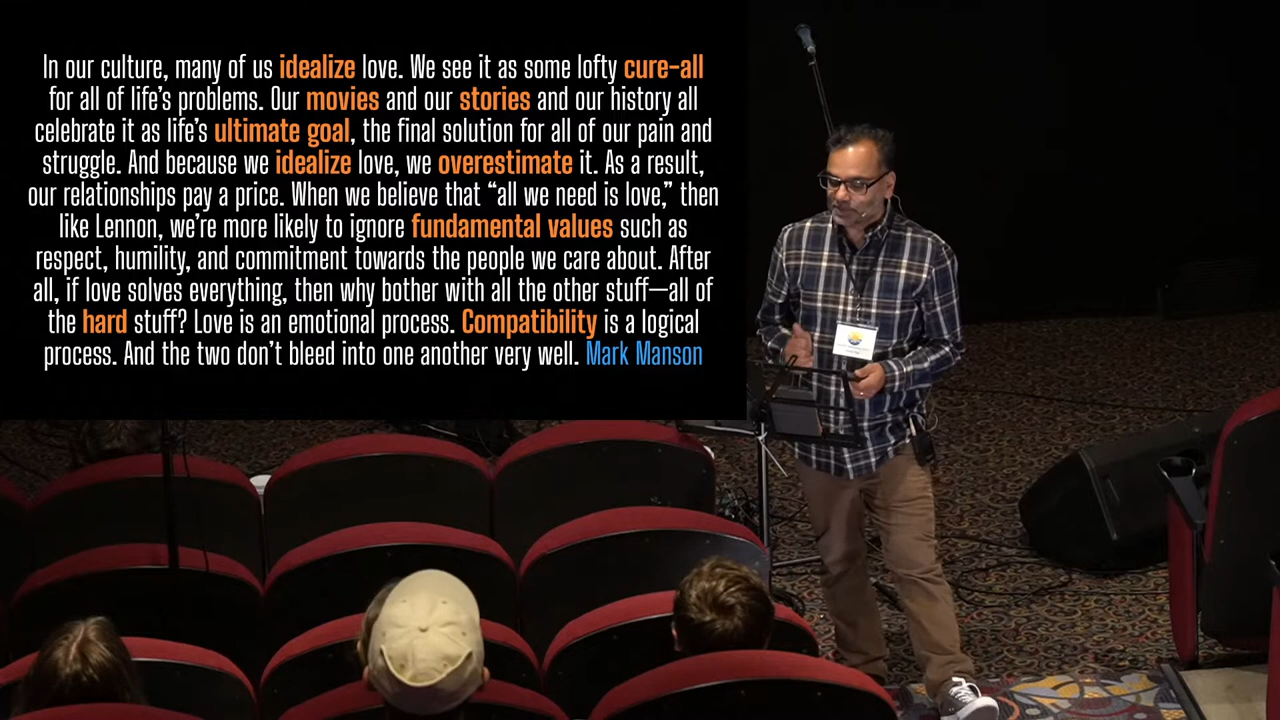 In our culture, many of us idealize love. We see it as some lofty cure-all
for all of life's problems. Our movies and our stories and our history all
celebrate it as life's ultimate goal, the final solution for all of our pain and
struggle. And because we idealize love, we overestimate it. As a result,
our relationships pay a price. When we believe that “all we need is love,” then
like Lennon, we're more likely to ignore fundamental values such as
respect, humility, and commitment towards the people we care about. After
all, if love solves everything, then why bother with all the other stuff—all of
the hard stuff? Love is an emotional process. Compatibility is a logical
process. And the two don't bleed into one another very well. Mark Manson